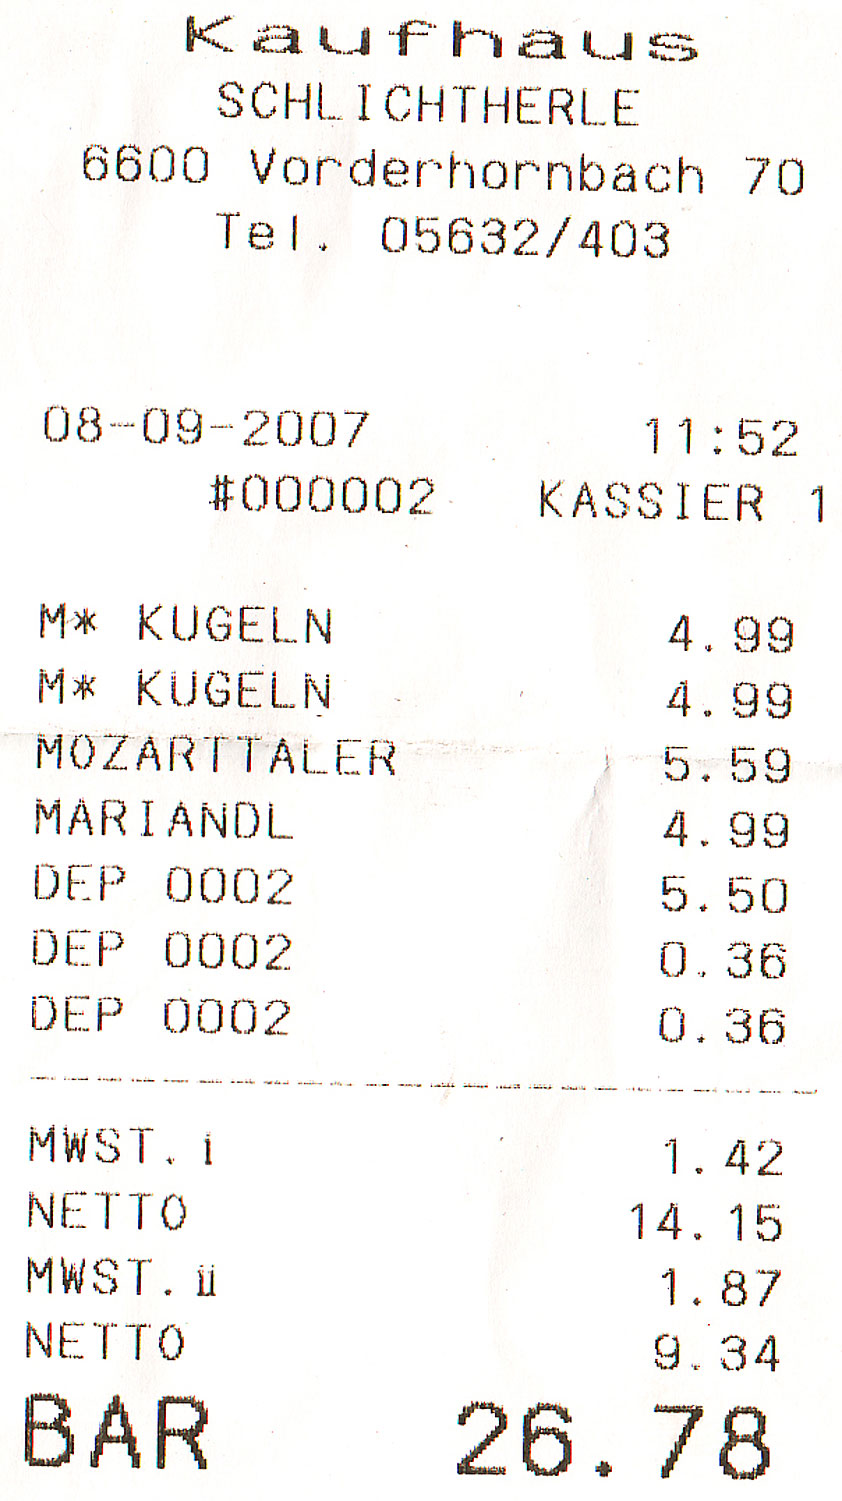 Kaufhaus
SCHLICHTHERLE
6600 Vorderhornbach 70
Tel. 05632/403
08-09-2007 11:52
#000002 KASSIER 1
M* KUGELN 4.99
M* KUGELN 4.99
MOZARTTALER 5.59
MARIANDL 4.99
DEP 0002 5.50
DEP 0002 0.36
DEP 0002 0.36
MWST. i 1.42
NETTO 14.15
MWST. ii 1.87
NETTO 9.34
BAR 26.78